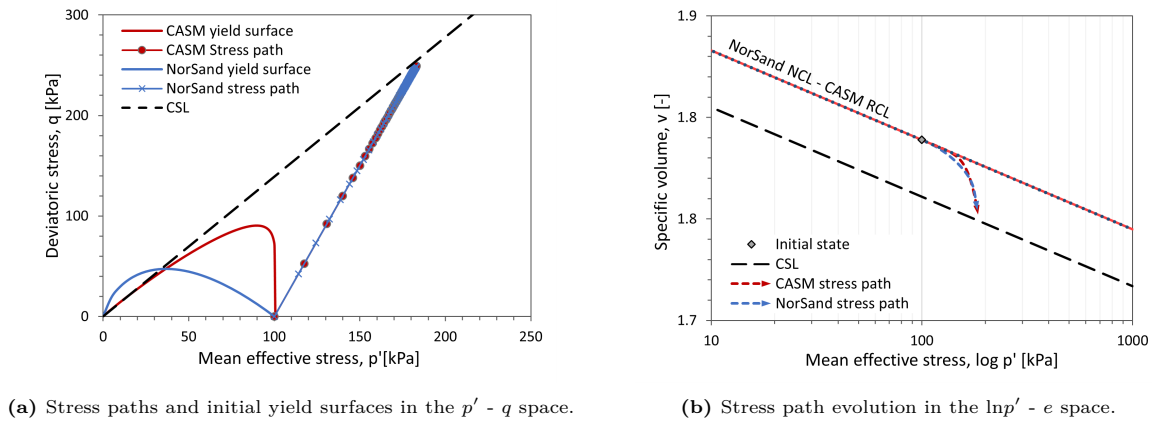 300
200
100
0
0
50
100
150
200
250
Deviatoric stress, q [kPa]
Mean effective stress, p'[kPa]
CASM yield surface
CASM Stress path
NorSand yield surface
NorSand stress path
CSL
(a) Stress paths and initial yield surfaces in the p′ - q space.
1.9
1.8
1.8
1.7
10
100
1000
Specific volume, v [-]
Mean effective stress, log p' [kPa]
NorSand NCL - CASM RCL
Initial state
CSL
CASM stress path
NorSand stress path
(b) Stress path evolution in the lnp′ - e space.